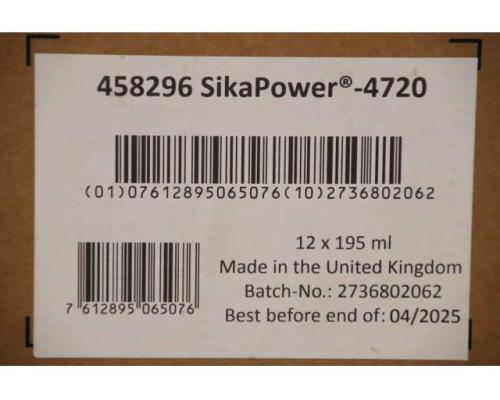 458296 SikaPower®-4720
(01)07612895065076(10)2736802062
12 x 195 ml
Made in the United Kingdom
Batch-No.: 2736802062
Best before end of: 04/2025
7 612895 065076